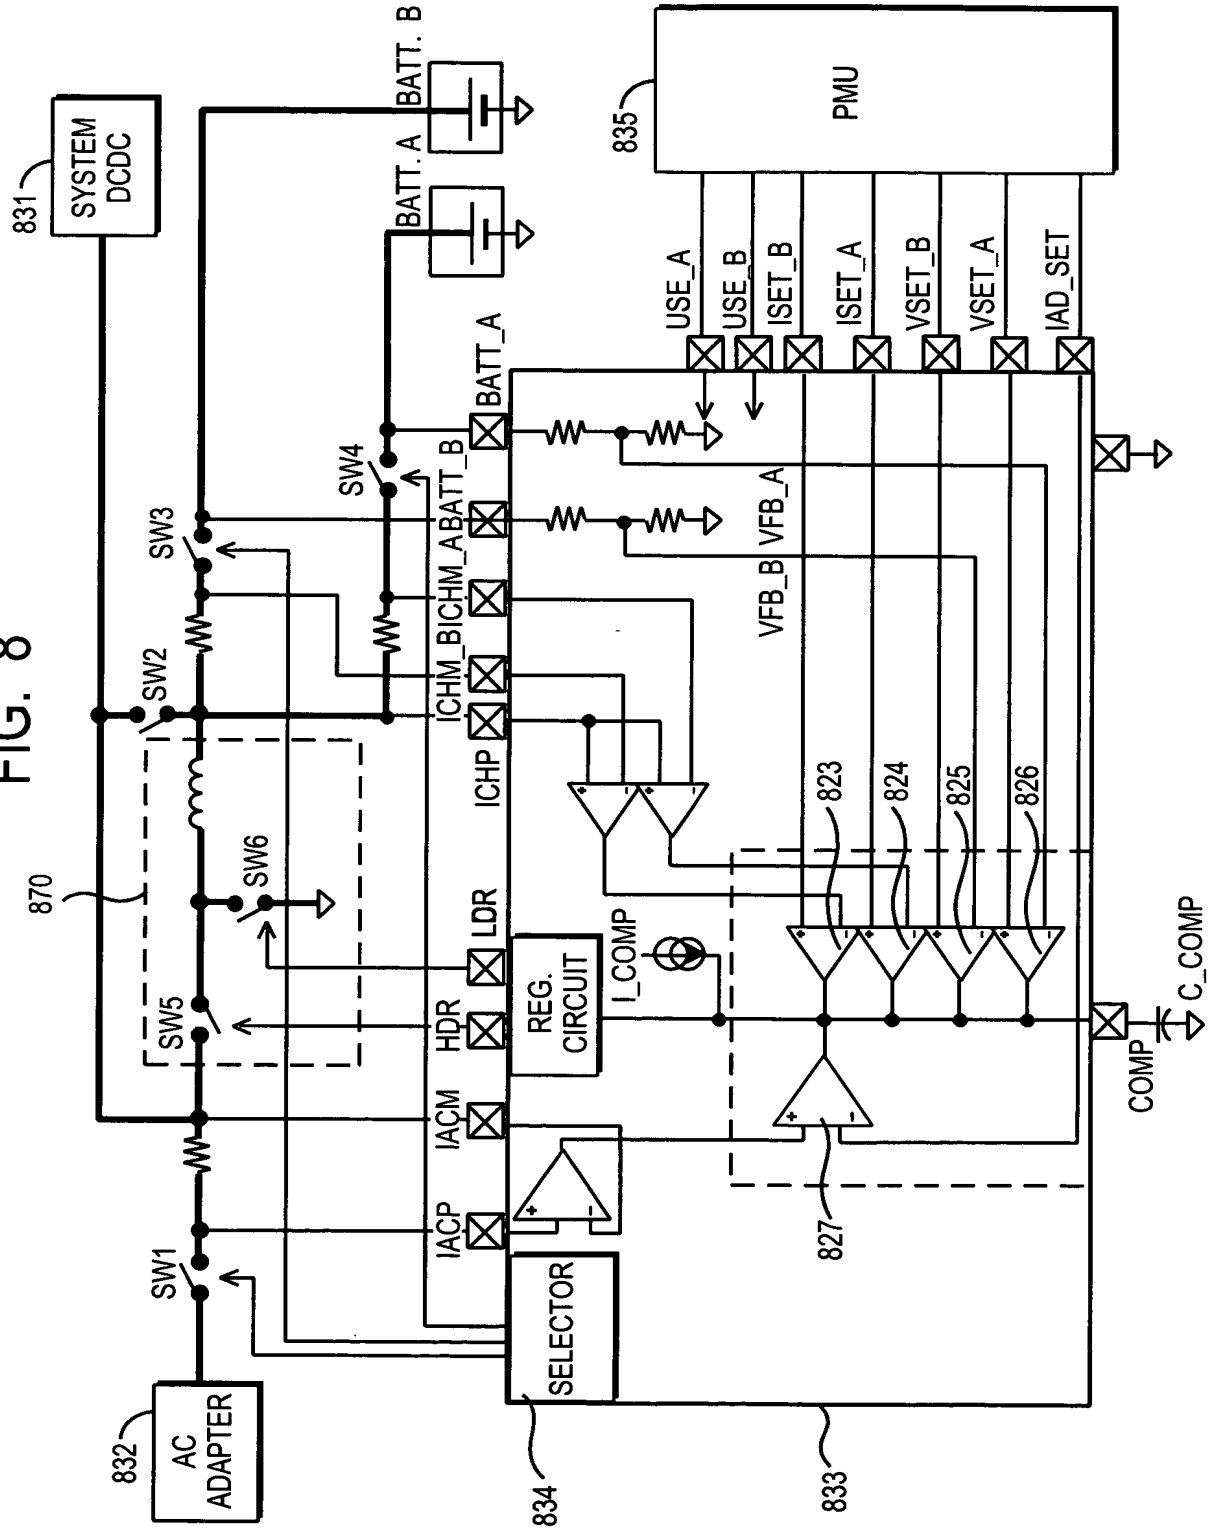 FIG. 8
831
SYSTEM
DCDC
BATT. A
BATT. B
832
AC
ADAPTER
SW1
870
SW5
SW6
SW2
SW3
SW4
IACP
IACM
HDR
LDR
ICHP
ICHM_B
ICHM_A
BATT_B
BATT_A
834
SELECTOR
REG.
CIRCUIT
I_COMP
VFB_B
VFB_A
USE_A
USE_B
ISET_B
ISET_A
VSET_B
VSET_A
IAD_SET
835
PMU
827
823
824
825
826
833
COMP
C_COMP